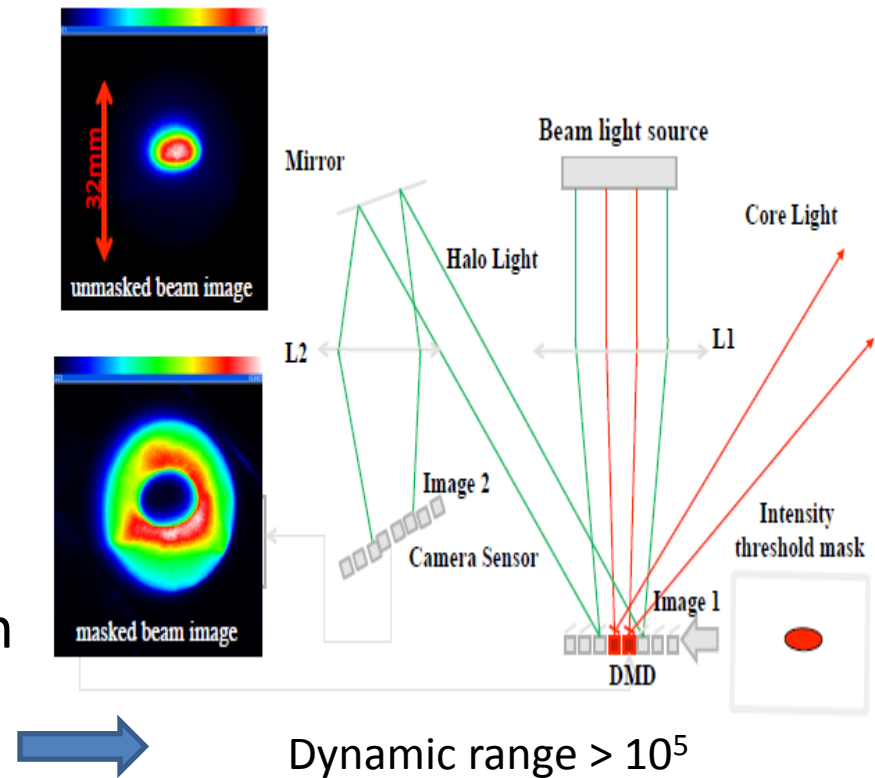 32mm
unmasked beam image
Mirror
Beam light source
Core Light
Halo Light
L2
L1
Image 2
Camera Sensor
Intensity
threshold mask
Image 1
masked beam image
DMD
Dynamic range > 10⁵